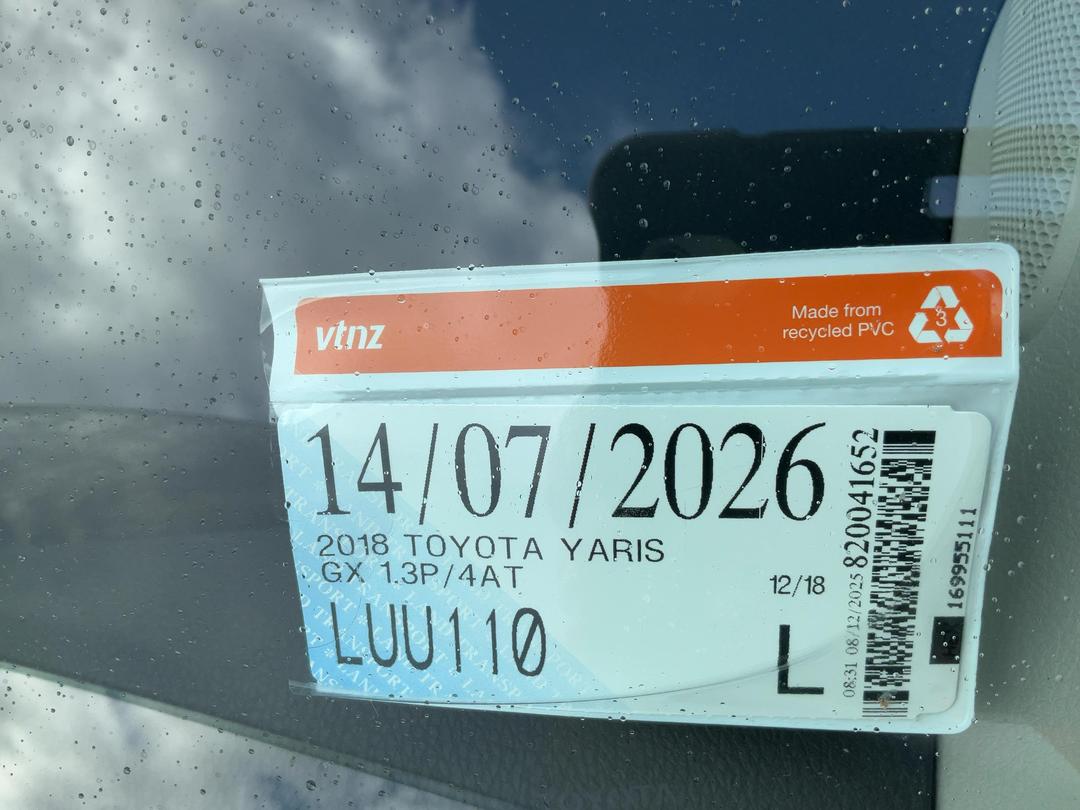 vtnz
Made from
recycled PVC
3
14/07/2026
2018 TOYOTA YARIS
GX 1.3P/4AT
12/18
LUU110
L
08:31 08/12/2025 820041652
169955111